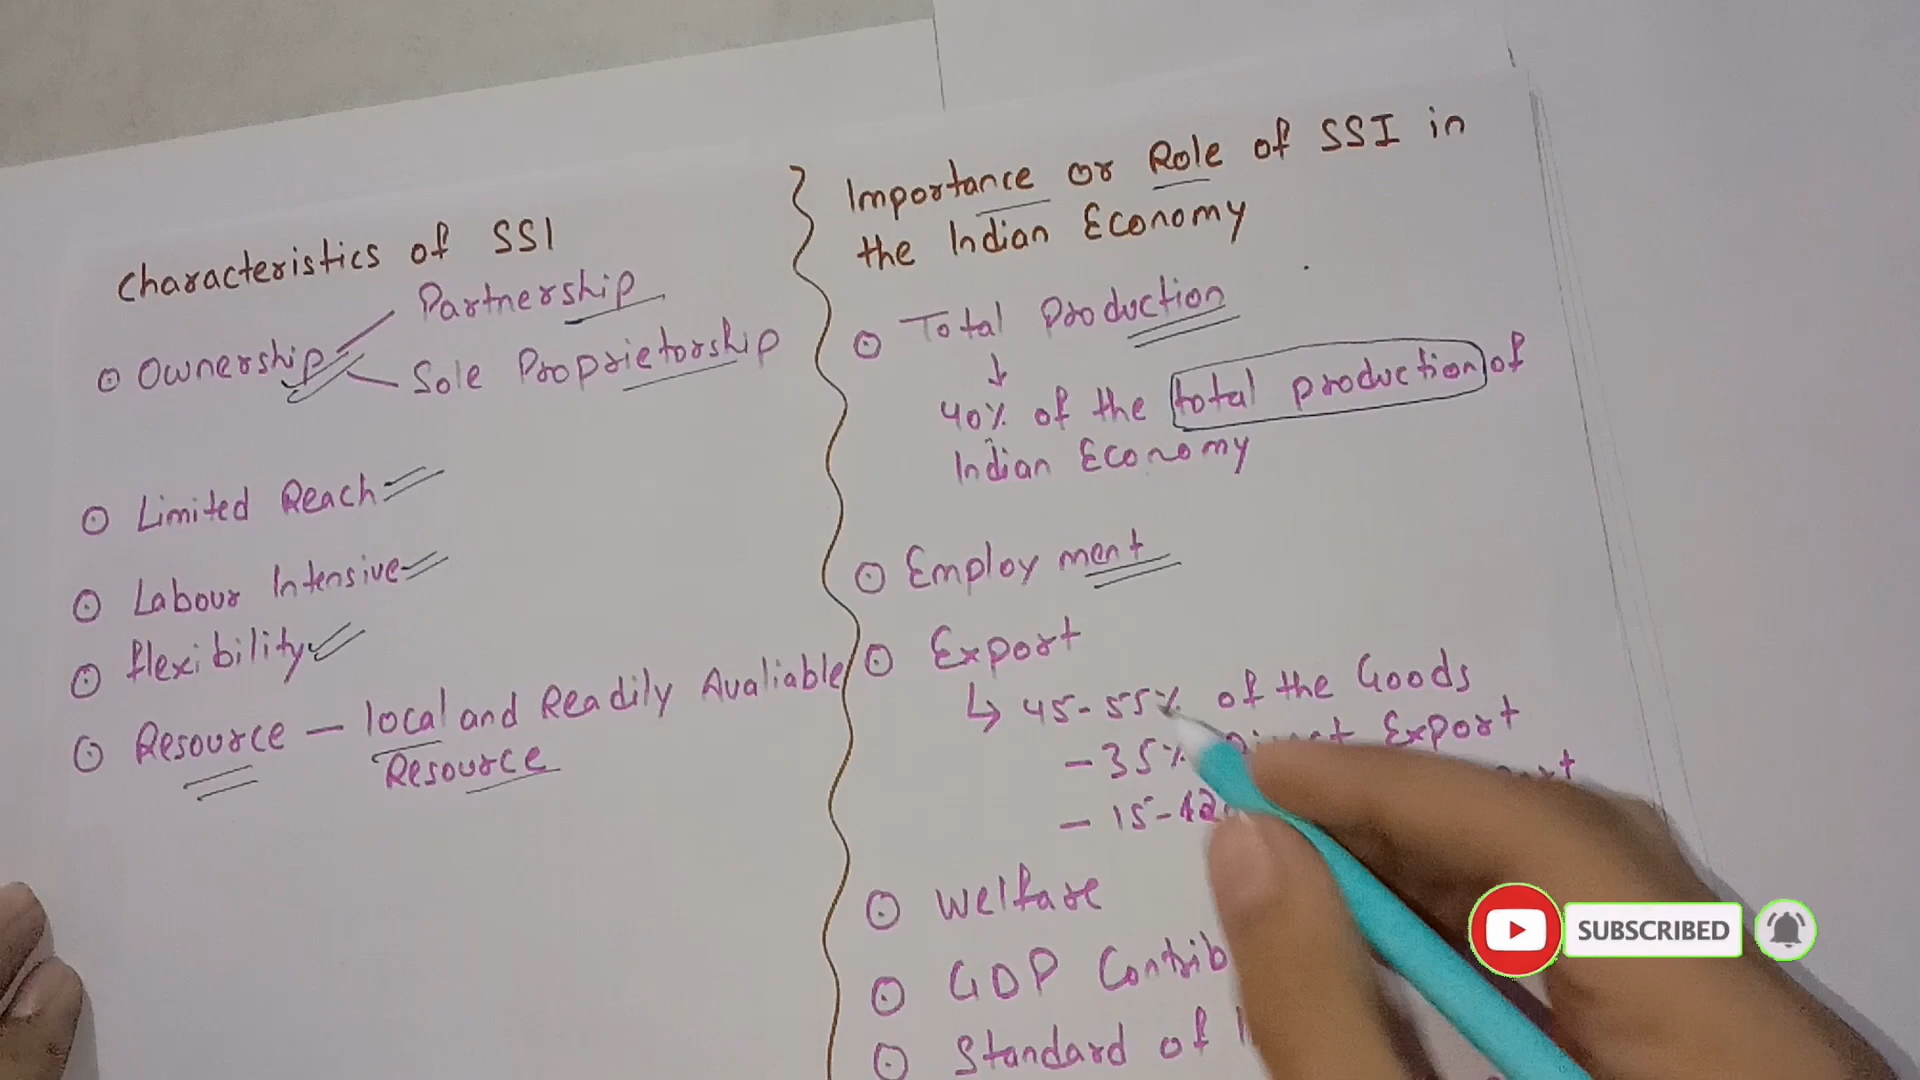 Characteristics of SSI
⊙ Ownership
Partnership
Sole Proprietorship
⊙ Limited Reach
⊙ Labour Intensive
⊙ flexibility
⊙ Resource – local and Readily Avaliable
Resource
Importance or Role of SSI in
the Indian Economy
⊙ Total Production
↓
40% of the total production of
Indian Economy
⊙ Employment
⊙ Export
↳ 45-55% of the Goods
- 35% Export
- 15-
⊙ Welfare
⊙ GDP
⊙ Standard of
SUBSCRIBED